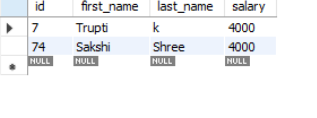 id first_name last_name salary
7 Trupti k 4000
74 Sakshi Shree 4000
NULL NULL NULL NULL